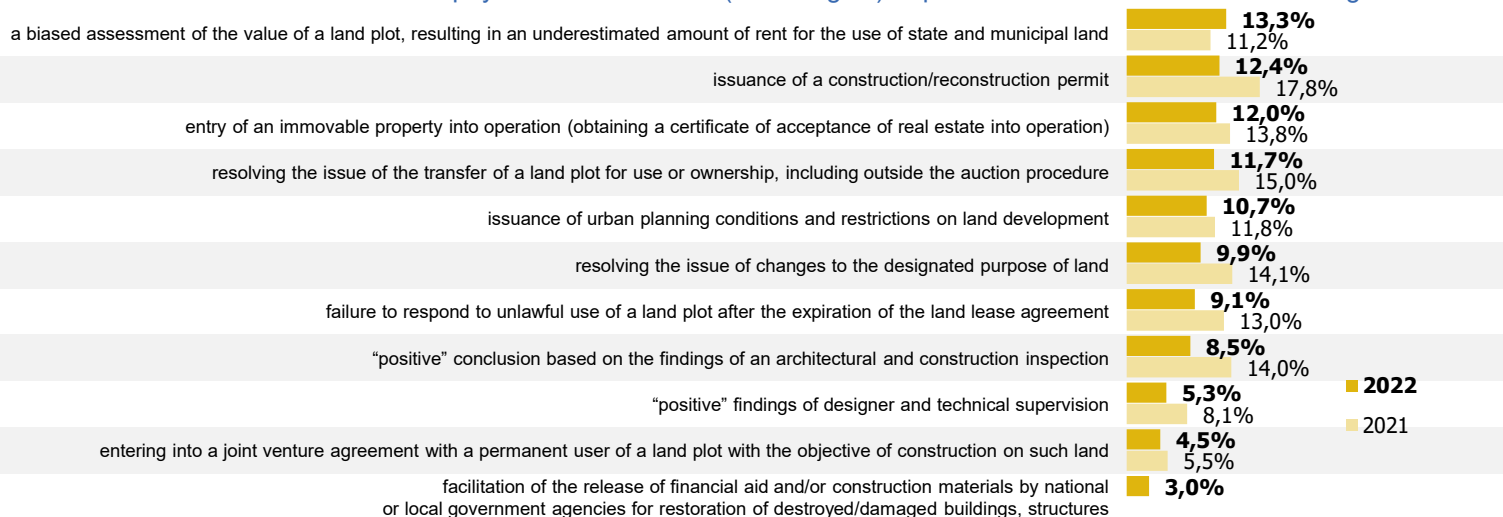 a biased assessment of the value of a land plot, resulting in an underestimated amount of rent for the use of state and municipal land
13,3%
11,2%
issuance of a construction/reconstruction permit
12,4%
17,8%
entry of an immovable property into operation (obtaining a certificate of acceptance of real estate into operation)
12,0%
13,8%
resolving the issue of the transfer of a land plot for use or ownership, including outside the auction procedure
11,7%
15,0%
issuance of urban planning conditions and restrictions on land development
10,7%
11,8%
resolving the issue of changes to the designated purpose of land
9,9%
14,1%
failure to respond to unlawful use of a land plot after the expiration of the land lease agreement
9,1%
13,0%
“positive” conclusion based on the findings of an architectural and construction inspection
8,5%
14,0%
“positive” findings of designer and technical supervision
5,3%
8,1%
2022
2021
entering into a joint venture agreement with a permanent user of a land plot with the objective of construction on such land
4,5%
5,5%
facilitation of the release of financial aid and/or construction materials by national
or local government agencies for restoration of destroyed/damaged buildings, structures
3,0%